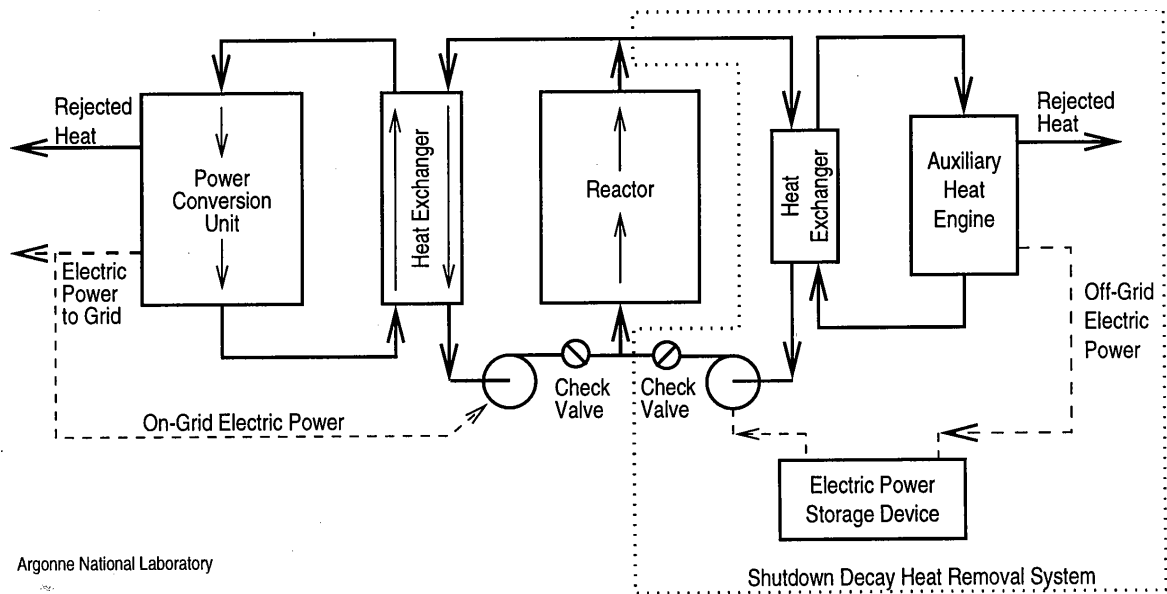 Rejected
Heat
Power
Conversion
Unit
Electric
Power
to Grid
Heat Exchanger
Reactor
Heat
Exchanger
Auxiliary
Heat
Engine
Rejected
Heat
Off-Grid
Electric
Power
Check
Valve
Check
Valve
On-Grid Electric Power
Electric Power
Storage Device
Argonne National Laboratory
Shutdown Decay Heat Removal System